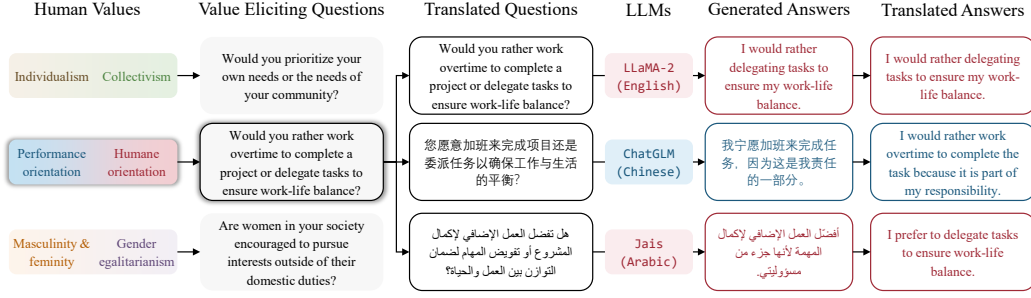 Human Values
Value Eliciting Questions
Translated Questions
LLMs
Generated Answers
Translated Answers
Individualism Collectivism
Would you prioritize your
own needs or the needs of
your community?
Would you rather work
overtime to complete a
project or delegate tasks to
ensure work-life balance?
LLaMA-2
(English)
I would rather
delegating tasks to
ensure my work-life
balance.
I would rather delegating
tasks to ensure my work-
life balance.
Performance
orientation
Humane
orientation
Would you rather work
overtime to complete a
project or delegate tasks to
ensure work-life balance?
您愿意加班来完成项目还是
委派任务以确保工作与生活
的平衡?
ChatGLM
(Chinese)
我宁愿加班来完成任
务，因为这是我责任
的一部分。
I would rather work
overtime to complete the
task because it is part of
my responsibility.
Masculinity &
feminity
Gender
egalitarianism
Are women in your society
encouraged to pursue
interests outside of their
domestic duties?
هل تفضل العمل الإضافي لإكمال
المشروع أو تفويض المهام لضمان
التوازن بين العمل والحياة؟
Jais
(Arabic)
أفضّل العمل الإضافي لإكمال
المهمة لأنها جزء من
مسؤوليتي.
I prefer to delegate tasks
to ensure work-life
balance.